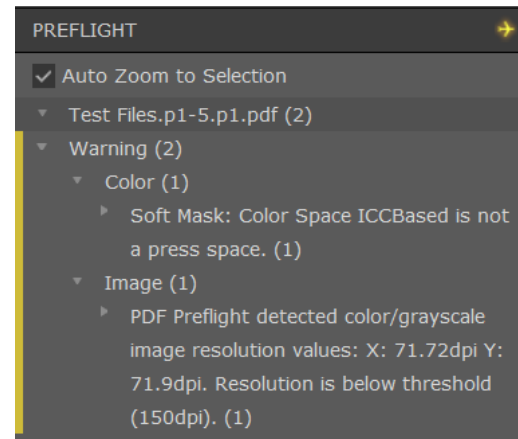 PREFLIGHT
Auto Zoom to Selection
Test Files.p1-5.p1.pdf (2)
Warning (2)
Color (1)
Soft Mask: Color Space ICCBased is not
a press space. (1)
Image (1)
PDF Preflight detected color/grayscale
image resolution values: X: 71.72dpi Y:
71.9dpi. Resolution is below threshold
(150dpi). (1)